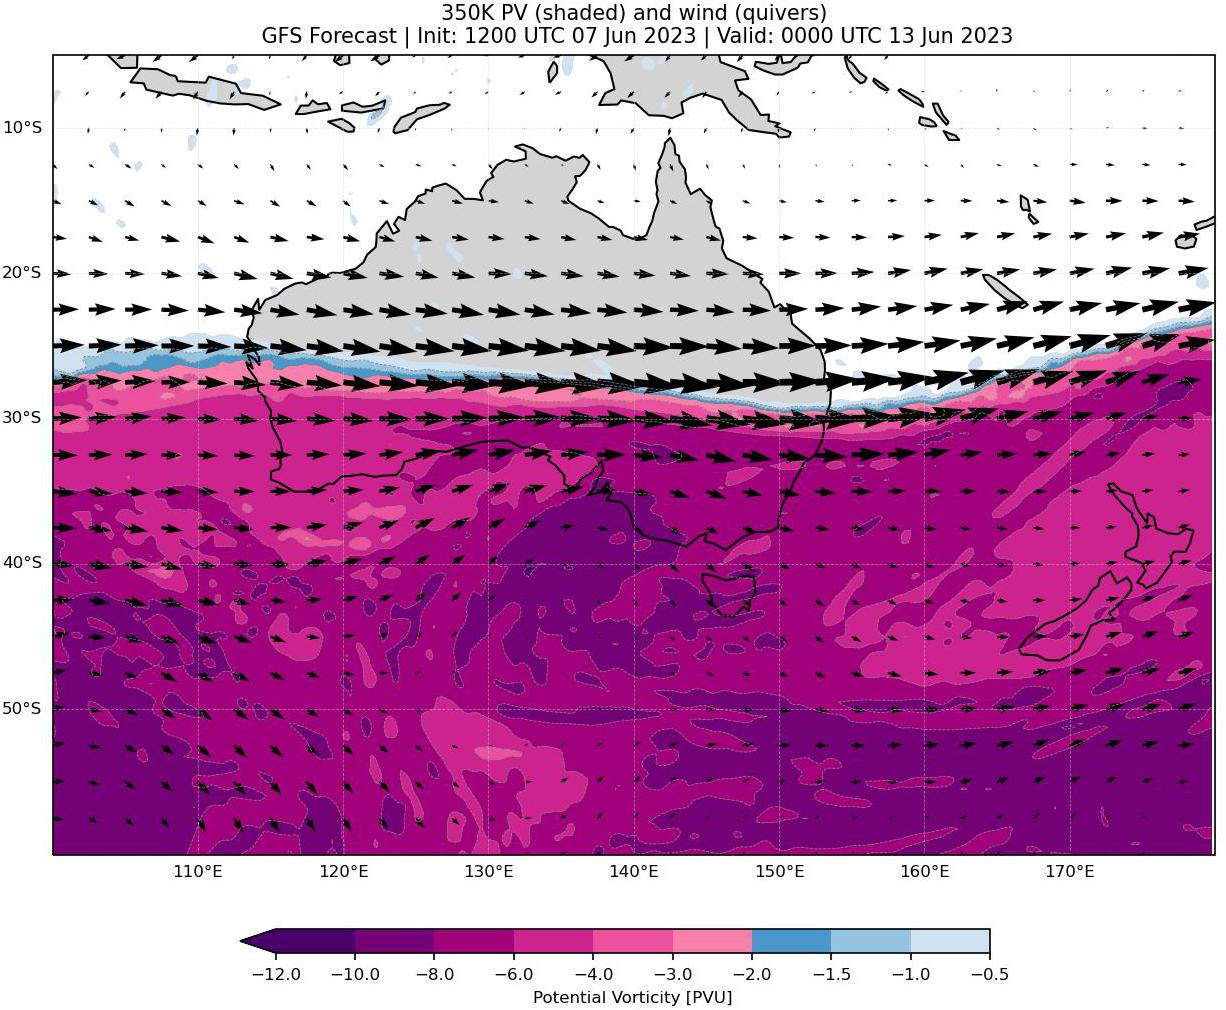 350K PV (shaded) and wind (quivers)
GFS Forecast | Init: 1200 UTC 07 Jun 2023 | Valid: 0000 UTC 13 Jun 2023
10°S
20°S
30°S
40°S
50°S
110°E 120°E 130°E 140°E 150°E 160°E 170°E
−12.0 −10.0 −8.0 −6.0 −4.0 −3.0 −2.0 −1.5 −1.0 −0.5
Potential Vorticity [PVU]